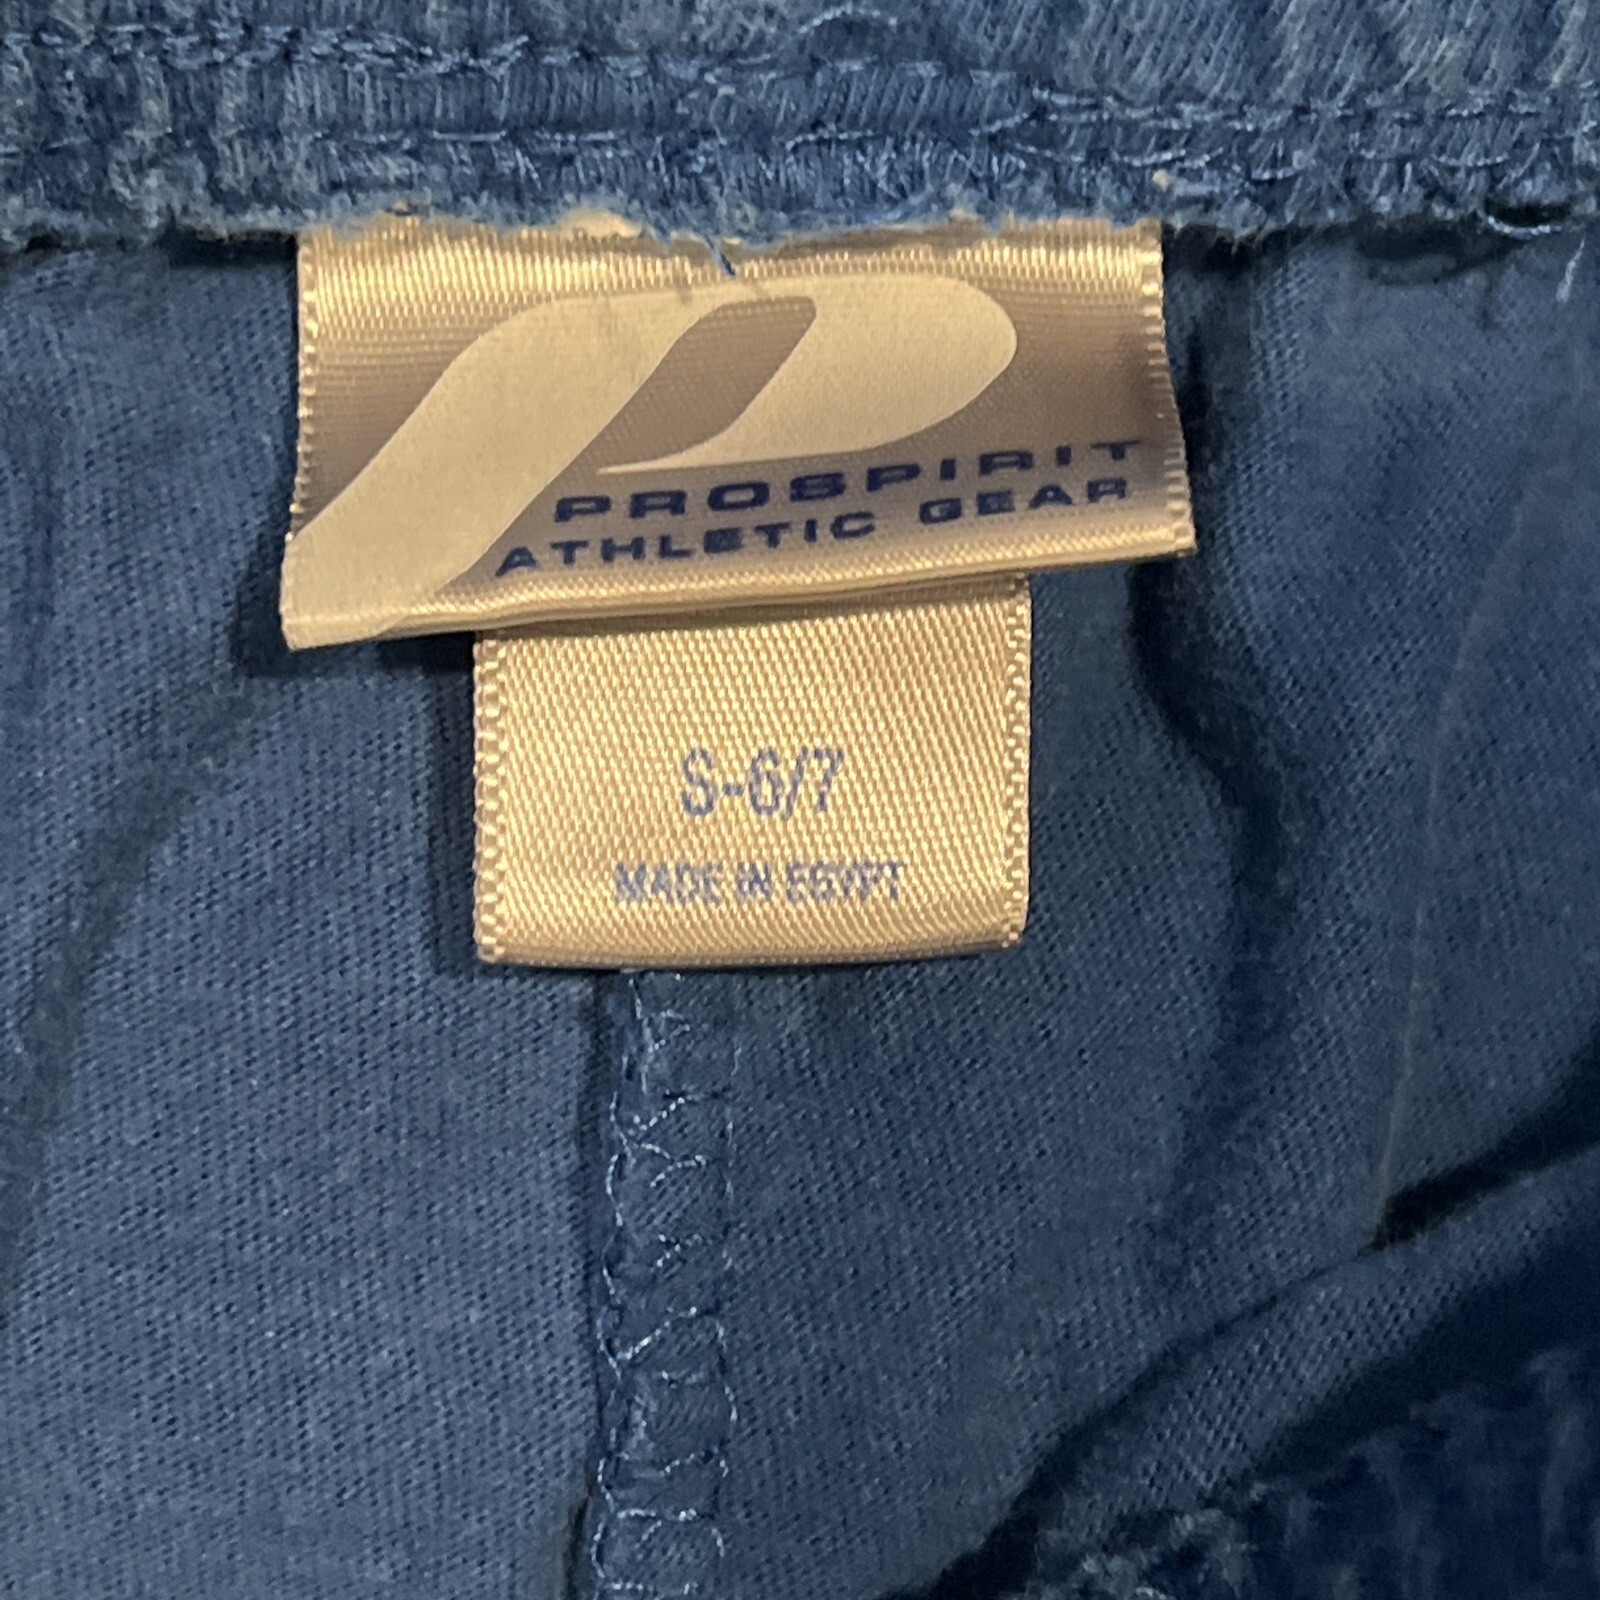 PROSPIRIT
ATHLETIC GEAR
S-6/7
MADE IN EGYPT